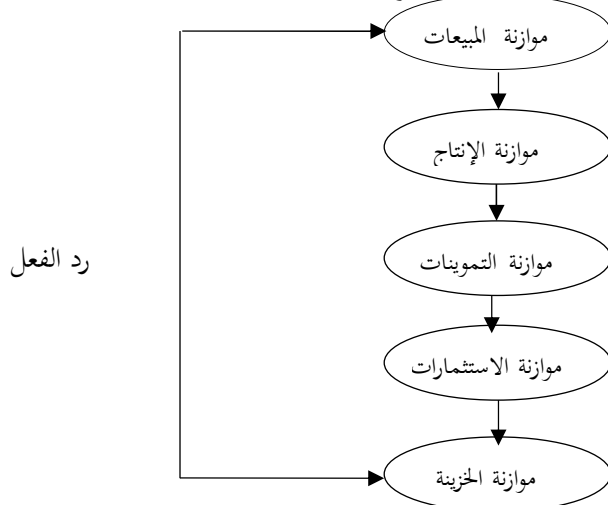 موازنة المبيعات
موازنة الإنتاج
موازنة التموينات
رد الفعل
موازنة الاستثمارات
موازنة الخزينة